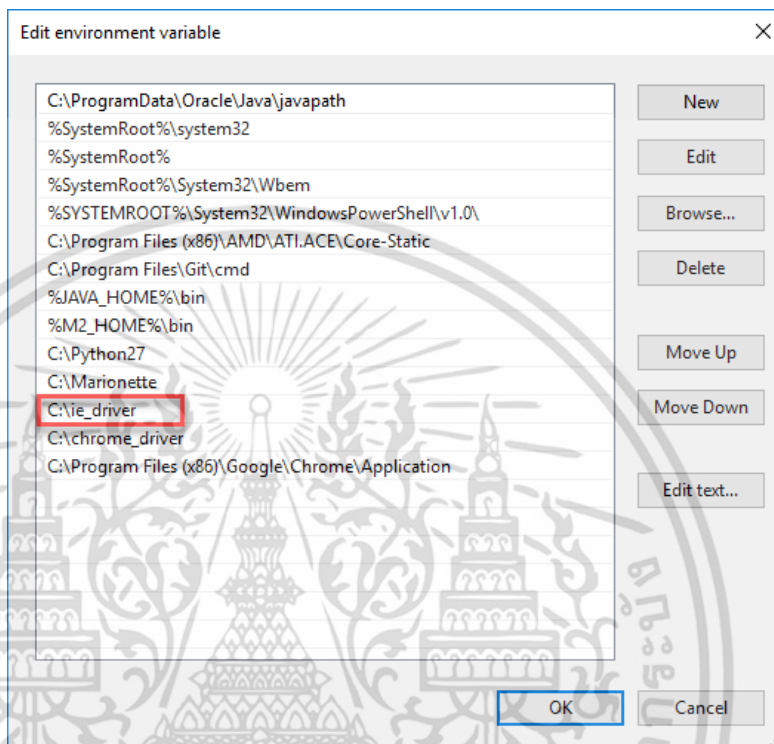 Edit environment variable
C:\ProgramData\Oracle\Java\javapath
%SystemRoot%\system32
%SystemRoot%
%SystemRoot%\System32\Wbem
%SYSTEMROOT%\System32\WindowsPowerShell\v1.0\
C:\Program Files (x86)\AMD\ATI.ACE\Core-Static
C:\Program Files\Git\cmd
%JAVA_HOME%\bin
%M2_HOME%\bin
C:\Python27
C:\Marionette
C:\ie_driver
C:\chrome_driver
C:\Program Files (x86)\Google\Chrome\Application
New
Edit
Browse...
Delete
Move Up
Move Down
Edit text...
OK
Cancel